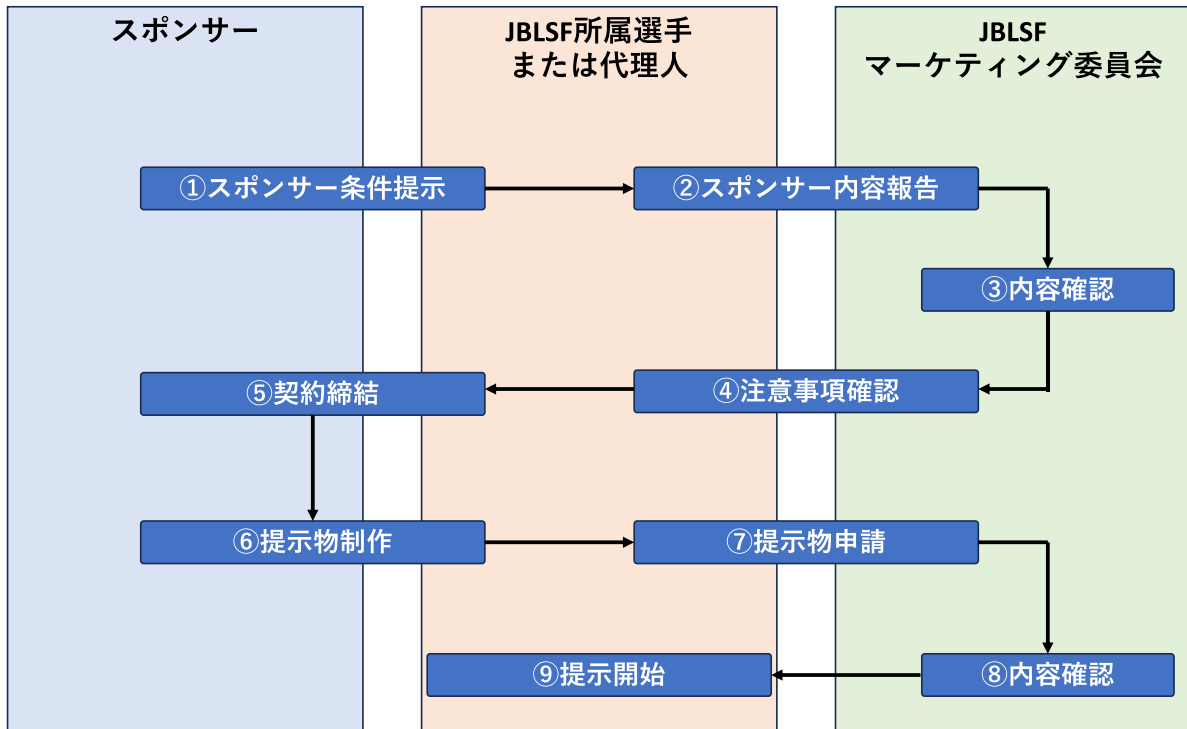 スポンサー
JBLSF所属選手
または代理人
JBLSF
マーケティング委員会
①スポンサー条件提示
②スポンサー内容報告
③内容確認
④注意事項確認
⑤契約締結
⑥提示物制作
⑦提示物申請
⑧内容確認
⑨提示開始